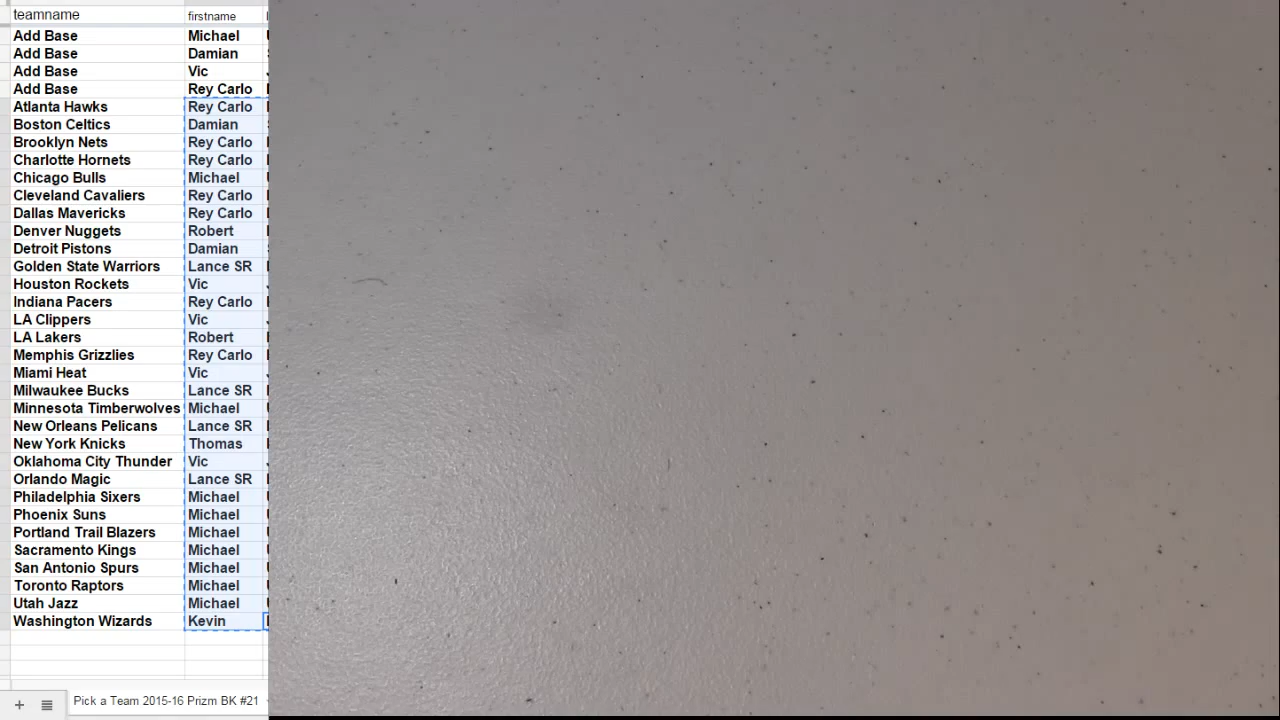 teamname firstname
Add Base Michael
Add Base Damian
Add Base Vic
Add Base Rey Carlo
Atlanta Hawks Rey Carlo
Boston Celtics Damian
Brooklyn Nets Rey Carlo
Charlotte Hornets Rey Carlo
Chicago Bulls Michael
Cleveland Cavaliers Rey Carlo
Dallas Mavericks Rey Carlo
Denver Nuggets Robert
Detroit Pistons Damian
Golden State Warriors Lance SR
Houston Rockets Vic
Indiana Pacers Rey Carlo
LA Clippers Vic
LA Lakers Robert
Memphis Grizzlies Rey Carlo
Miami Heat Vic
Milwaukee Bucks Lance SR
Minnesota Timberwolves Michael
New Orleans Pelicans Lance SR
New York Knicks Thomas
Oklahoma City Thunder Vic
Orlando Magic Lance SR
Philadelphia Sixers Michael
Phoenix Suns Michael
Portland Trail Blazers Michael
Sacramento Kings Michael
San Antonio Spurs Michael
Toronto Raptors Michael
Utah Jazz Michael
Washington Wizards Kevin
Pick a Team 2015-16 Prizm BK #21